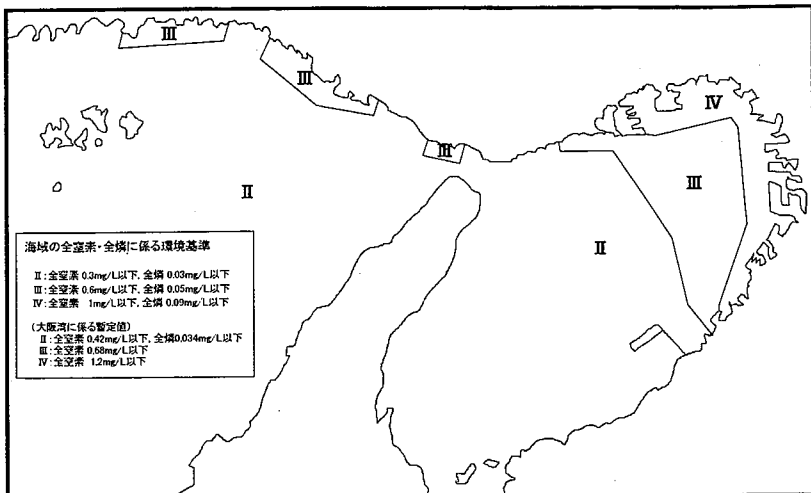 Ⅲ
Ⅲ
Ⅳ
Ⅲ
Ⅲ
Ⅱ
Ⅱ
海域の全窒素・全燐に係る環境基準
Ⅱ:全窒素 0.3mg/L以下, 全燐 0.03mg/L以下
Ⅲ:全窒素 0.6mg/L以下, 全燐 0.05mg/L以下
Ⅳ:全窒素 1mg/L以下, 全燐 0.09mg/L以下
(大阪湾に係る暫定値)
Ⅱ:全窒素 0.42mg/L以下, 全燐0.034mg/L以下
Ⅲ:全窒素 0.68mg/L以下
Ⅳ:全窒素 1.2mg/L以下